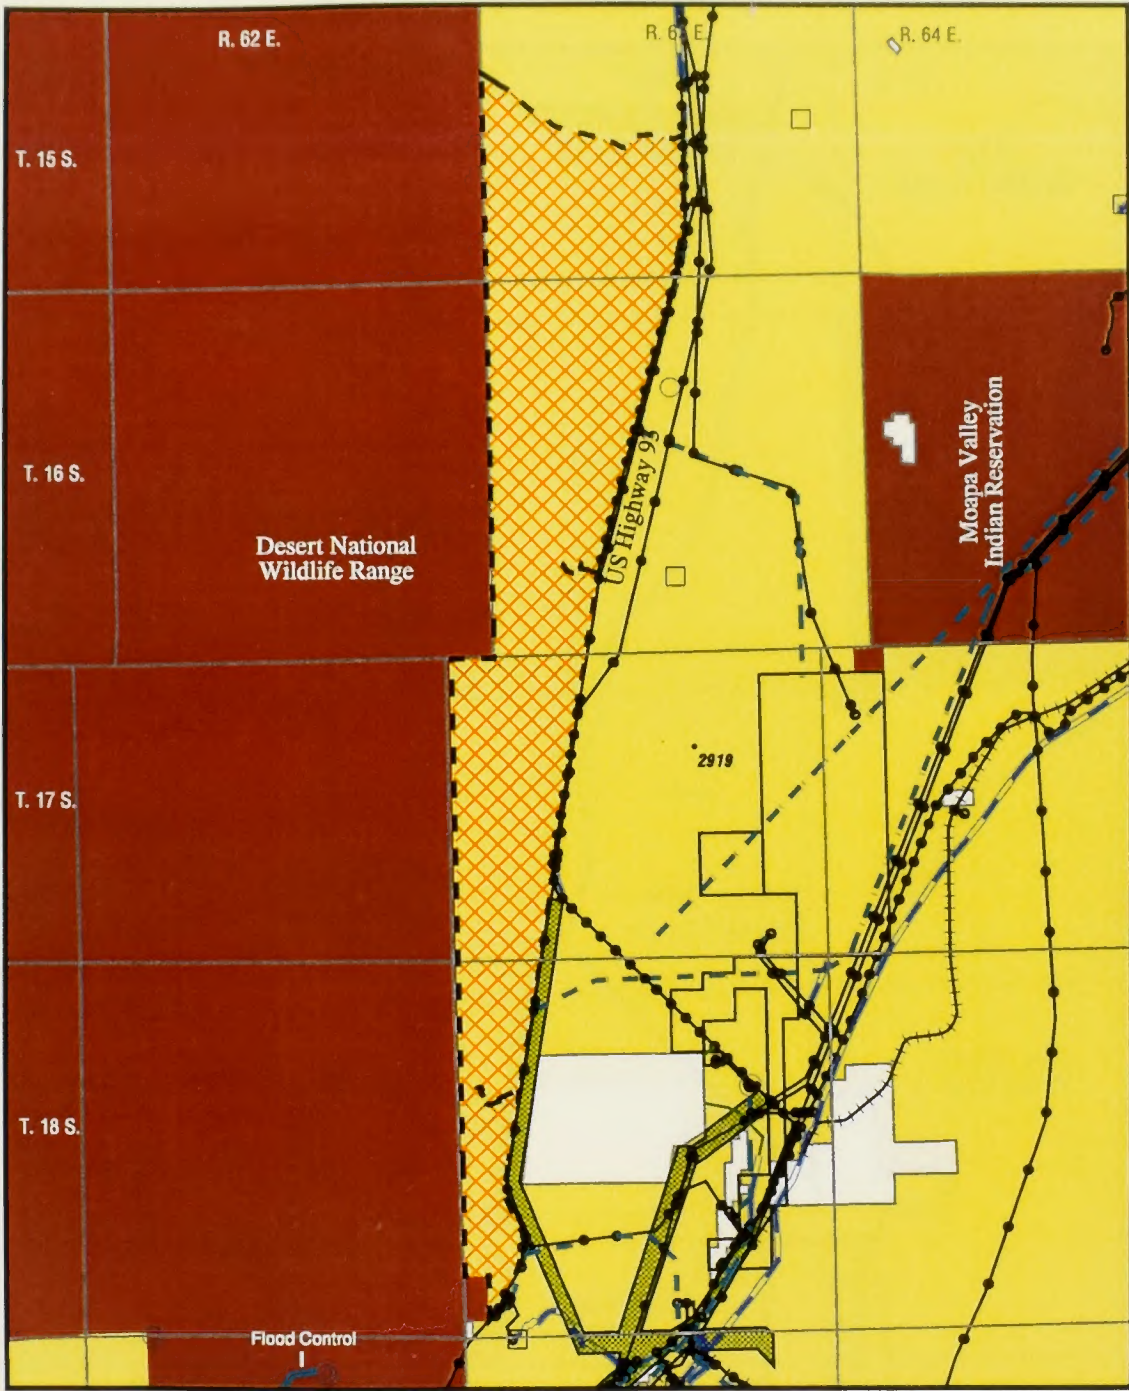 R. 62 E.
R. 6 E.
R. 64 E.
T. 15 S.
T. 16 S.
Desert National
Wildlife Range
US Highway 93
Moapa Valley
Indian Reservation
2919
T. 17 S.
T. 18 S.
Flood Control